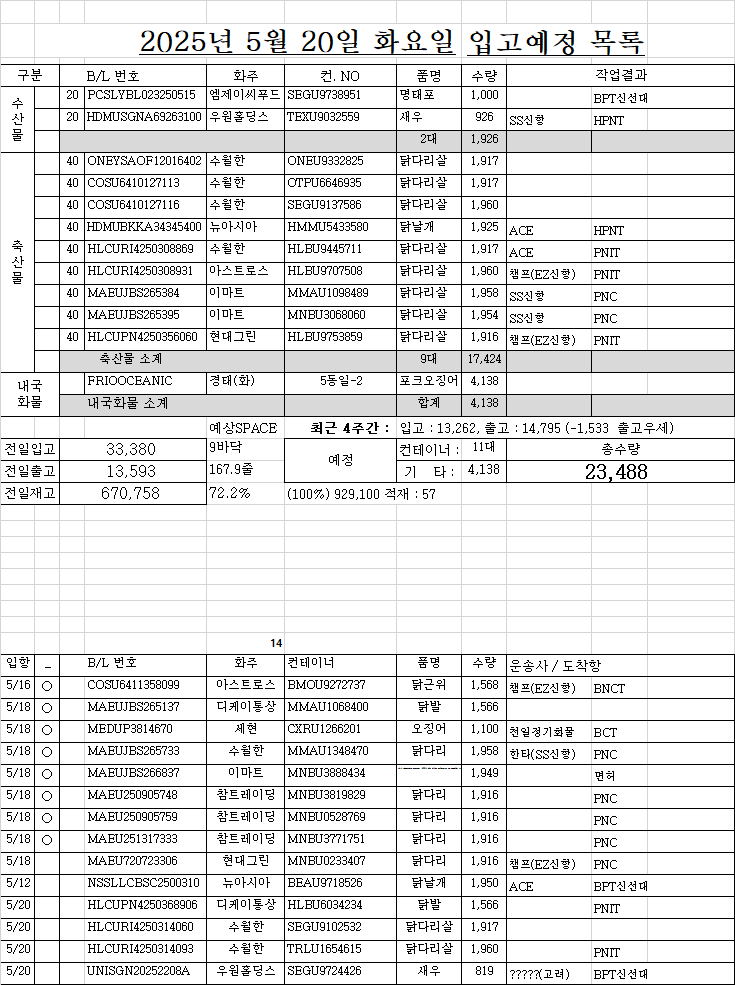 2025년 5월 20일 화요일 입고예정 목록
구분 B/L 번호 화주 컨. NO 품명 수량 작업결과
수산물
20 PCSLYBL023250515 엠제이씨푸드 SEGU9738951 명태포 1,000 BPT신선대
20 HDMUSGNA69263100 우원홀딩스 TEXU9032559 새우 926 SS신항 HPNT
2대 1,926
축산물
40 ONEYSAOF12016402 수월한 ONEU9332825 닭다리살 1,917
40 COSU6410127113 수월한 OTPU6646935 닭다리살 1,917
40 COSU6410127116 수월한 SEGU9137586 닭다리살 1,960
40 HDMUBKKA34345400 뉴아시아 HMMU5433580 닭날개 1,925 ACE HPNT
40 HLCURI4250308869 수월한 HLBU9445711 닭다리살 1,917 ACE PNIT
40 HLCURI4250308931 아스트로스 HLBU9707508 닭다리살 1,960 캠프(EZ신항) PNIT
40 MAEUJBS265384 이마트 MMAU1098489 닭다리살 1,958 SS신항 PNC
40 MAEUJBS265395 이마트 MNBU3068060 닭다리살 1,954 SS신항 PNC
40 HLCUPN4250356060 현대그린 HLBU9753859 닭다리살 1,916 캠프(EZ신항) PNIT
축산물 소계 9대 17,424
내국화물
FRIOOCEANIC 경태(화) 5동일-2 포크오징어 4,138
내국화물 소계 합계 4,138
예상SPACE 최근 4주간 : 입고 : 13,262, 출고 : 14,795 (-1,533 출고우세)
전일입고 33,380 9바닥 예정 컨테이너 : 11대 총수량
전일출고 13,593 167.9줄 기 타 : 4,138 23,488
전일재고 670,758 72.2% (100%) 929,100 적재 : 57
14
입항 _ B/L 번호 화주 컨테이너 품명 수량 운송사 / 도착항
5/16 ○ COSU6411358099 아스트로스 BMOU9272737 닭근위 1,568 캠프(EZ신항) BNCT
5/18 ○ MAEUJBS265137 디케이통상 MMAU1068400 닭발 1,566
5/18 ○ MEDUP3814670 세현 CXRU1266201 오징어 1,100 천일정기화물 BCT
5/18 ○ MAEUJBS265733 수월한 MMAU1348470 닭다리 1,958 한타(SS신항) PNC
5/18 ○ MAEUJBS266837 이마트 MNBU3888434 1,949 면허
5/18 ○ MAEU250905748 참트레이딩 MNBU3819829 닭다리 1,916 PNC
5/18 ○ MAEU250905759 참트레이딩 MNBU0528769 닭다리 1,916 PNC
5/18 ○ MAEU251317333 참트레이딩 MNBU3771751 닭다리 1,916 PNC
5/18 MAEU720723306 현대그린 MNBU0233407 닭다리 1,916 캠프(EZ신항) PNC
5/12 NSSLLCBSC2500310 뉴아시아 BEAU9718526 닭날개 1,950 ACE BPT신선대
5/20 HLCUPN4250368906 디케이통상 HLBU6034234 닭발 1,566 PNIT
5/20 HLCURI4250314060 수월한 SEGU9102532 닭다리살 1,917
5/20 HLCURI4250314093 수월한 TRLU1654615 닭다리살 1,960 PNIT
5/20 UNISGN20252208A 우원홀딩스 SEGU9724426 새우 819 ?????(고려) BPT신선대